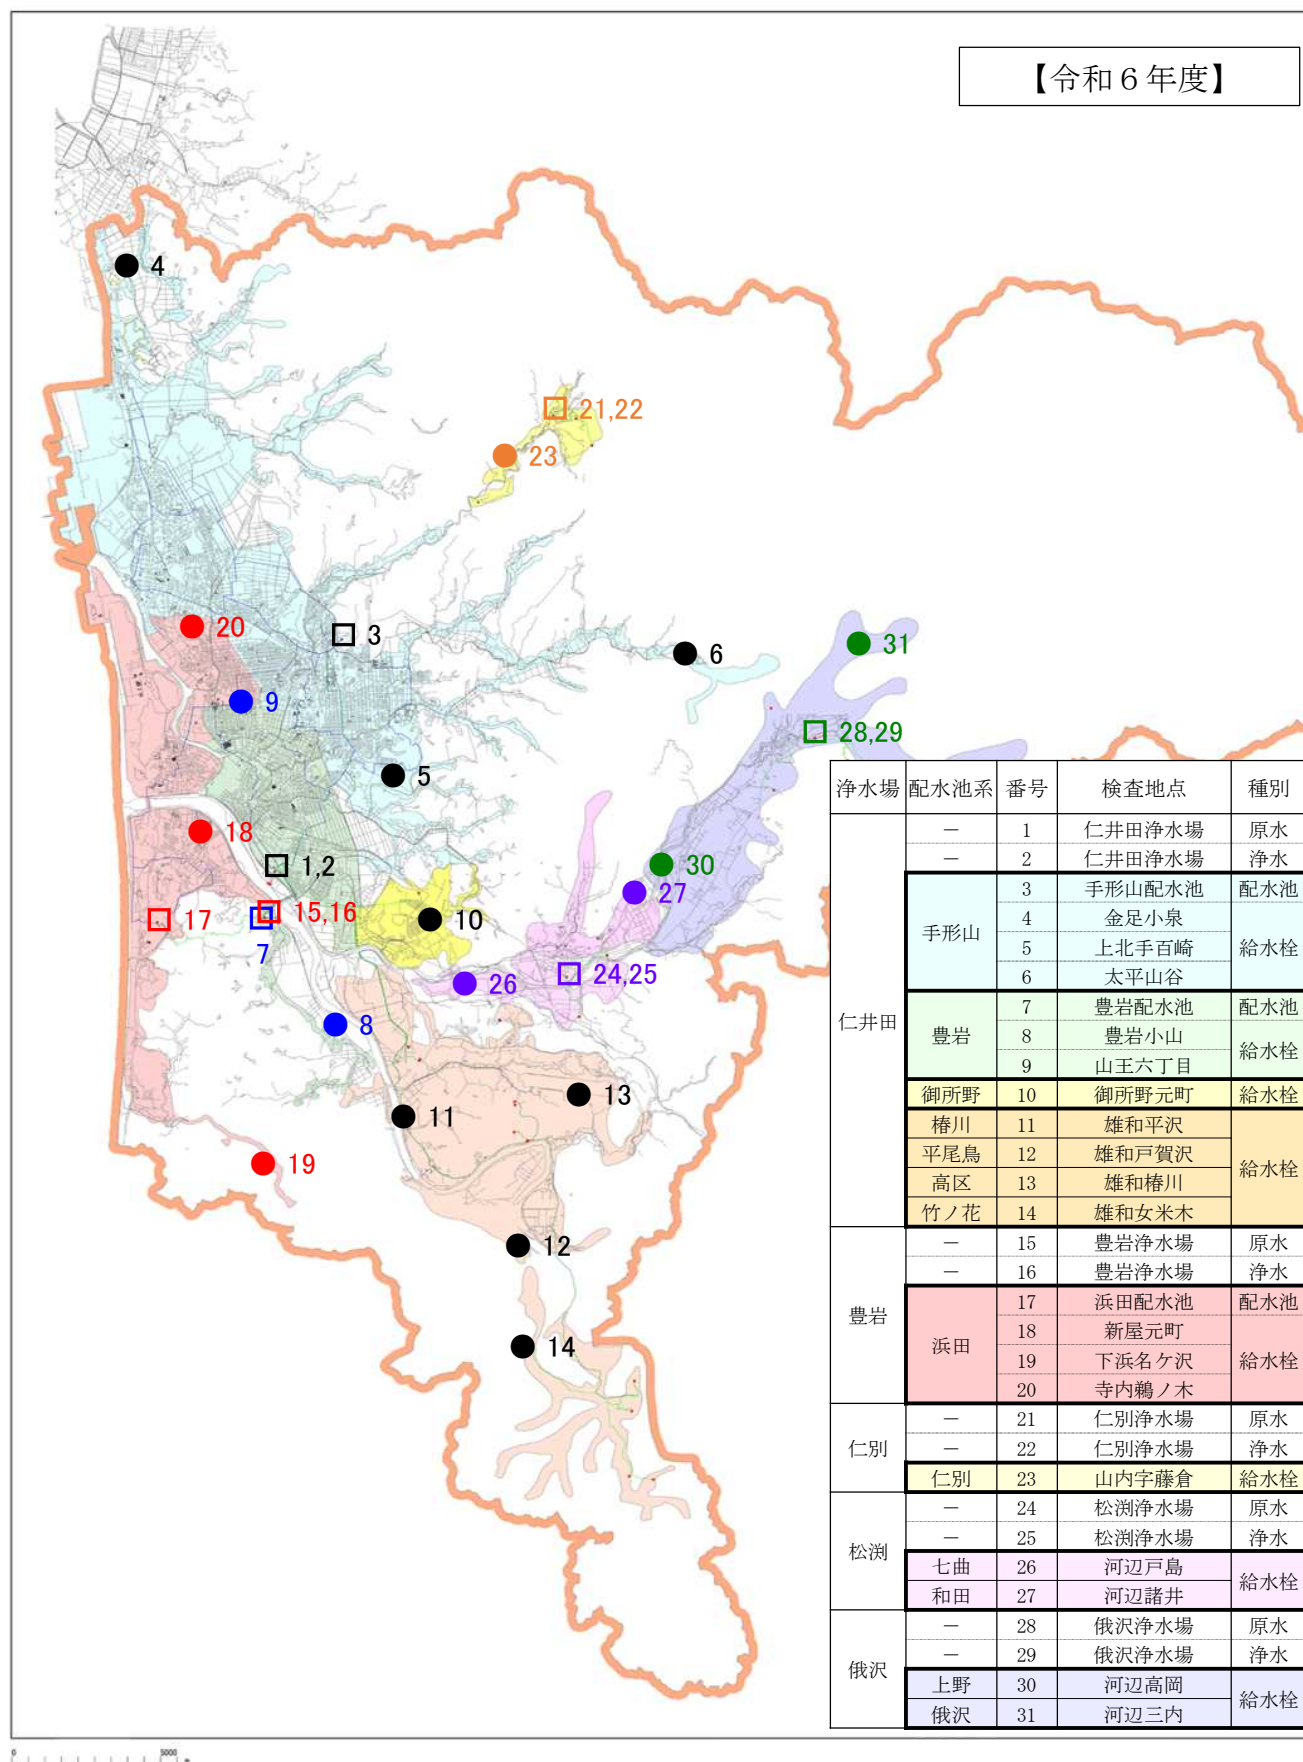 【令和６年度】
4
21,22
23
20
3
6
31
9
28,29
5
18
1,2
30
27
17
15,16
10
7
24,25
26
8
13
11
19
12
14
浄水場 配水池系 番号 検査地点 種別
仁井田 － 1 仁井田浄水場 原水
－ 2 仁井田浄水場 浄水
手形山 3 手形山配水池 配水池
4 金足小泉 給水栓
5 上北手百崎
6 太平山谷
豊岩 7 豊岩配水池 配水池
8 豊岩小山 給水栓
9 山王六丁目
御所野 10 御所野元町 給水栓
椿川 11 雄和平沢 給水栓
平尾鳥 12 雄和戸賀沢
高区 13 雄和椿川
竹ノ花 14 雄和女米木
豊岩 － 15 豊岩浄水場 原水
－ 16 豊岩浄水場 浄水
浜田 17 浜田配水池 配水池
18 新屋元町 給水栓
19 下浜名ケ沢
20 寺内鵜ノ木
仁別 － 21 仁別浄水場 原水
－ 22 仁別浄水場 浄水
仁別 23 山内字藤倉 給水栓
松渕 － 24 松渕浄水場 原水
－ 25 松渕浄水場 浄水
七曲 26 河辺戸島 給水栓
和田 27 河辺諸井
俄沢 － 28 俄沢浄水場 原水
－ 29 俄沢浄水場 浄水
上野 30 河辺高岡 給水栓
俄沢 31 河辺三内
0 5000